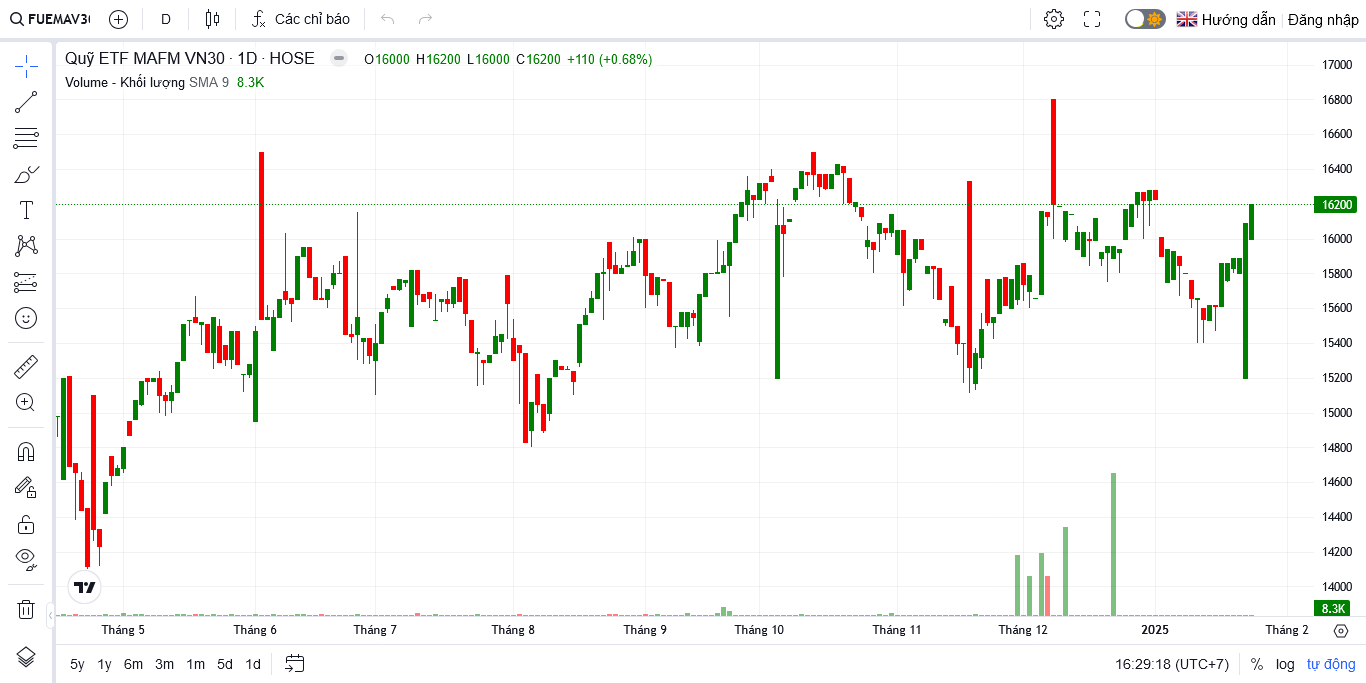 FUEMAV30 D Các chỉ báo Hướng dẫn Đăng nhập
Quỹ ETF MAFM VN30 · 1D · HOSE O16000 H16200 L16000 C16200 +110 (+0.68%)
Volume - Khối lượng SMA 9 8.3K
17000
16800
16600
16400
16200
16000
15800
15600
15400
15200
15000
14800
14600
14400
14200
14000
8.3K
Tháng 5 Tháng 6 Tháng 7 Tháng 8 Tháng 9 Tháng 10 Tháng 11 Tháng 12 2025 Tháng 2
5y 1y 6m 3m 1m 5d 1d 16:29:18 (UTC+7) % log tự động